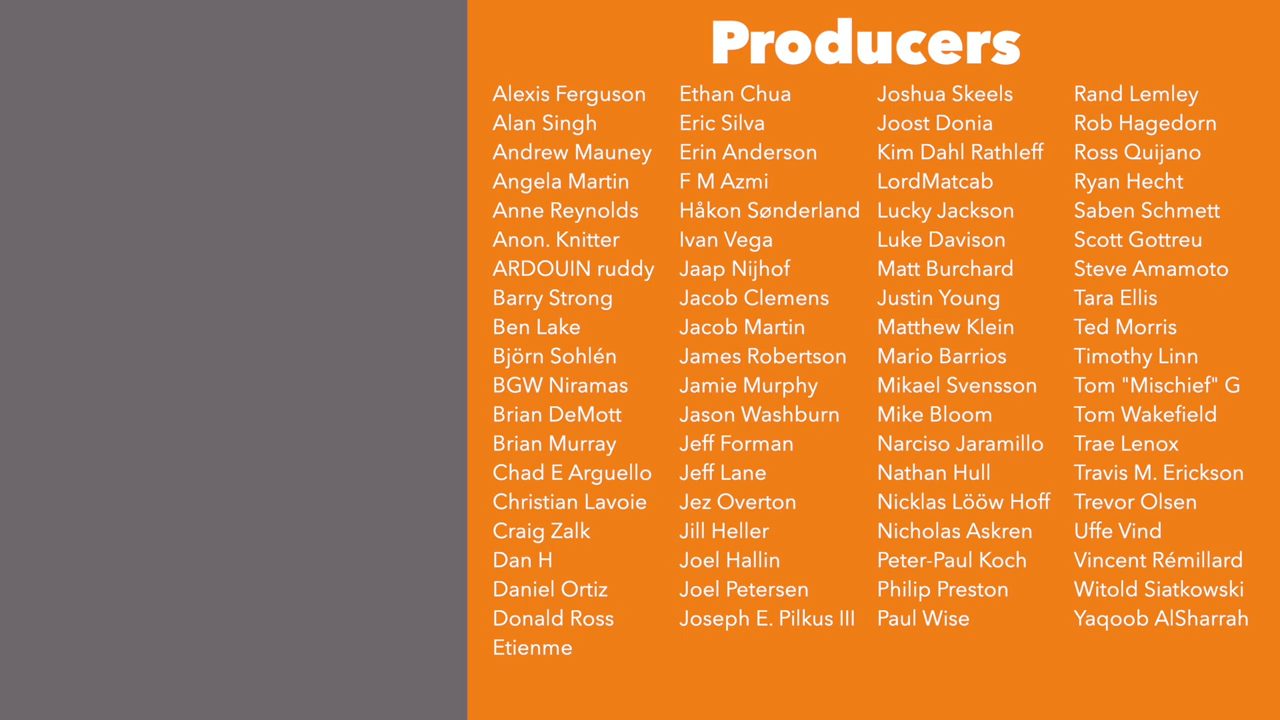 Producers
Alexis Ferguson
Alan Singh
Andrew Mauney
Angela Martin
Anne Reynolds
Anon. Knitter
ARDOUIN ruddy
Barry Strong
Ben Lake
Björn Sohlén
BGW Niramas
Brian DeMott
Brian Murray
Chad E Arguello
Christian Lavoie
Craig Zalk
Dan H
Daniel Ortiz
Donald Ross
Etienme
Ethan Chua
Eric Silva
Erin Anderson
F M Azmi
Håkon Sønderland
Ivan Vega
Jaap Nijhof
Jacob Clemens
Jacob Martin
James Robertson
Jamie Murphy
Jason Washburn
Jeff Forman
Jeff Lane
Jez Overton
Jill Heller
Joel Hallin
Joel Petersen
Joseph E. Pilkus III
Joshua Skeels
Joost Donia
Kim Dahl Rathleff
LordMatcab
Lucky Jackson
Luke Davison
Matt Burchard
Justin Young
Matthew Klein
Mario Barrios
Mikael Svensson
Mike Bloom
Narciso Jaramillo
Nathan Hull
Nicklas Lööw Hoff
Nicholas Askren
Peter-Paul Koch
Philip Preston
Paul Wise
Rand Lemley
Rob Hagedorn
Ross Quijano
Ryan Hecht
Saben Schmett
Scott Gottreu
Steve Amamoto
Tara Ellis
Ted Morris
Timothy Linn
Tom "Mischief" G
Tom Wakefield
Trae Lenox
Travis M. Erickson
Trevor Olsen
Uffe Vind
Vincent Rémillard
Witold Siatkowski
Yaqoob AlSharrah